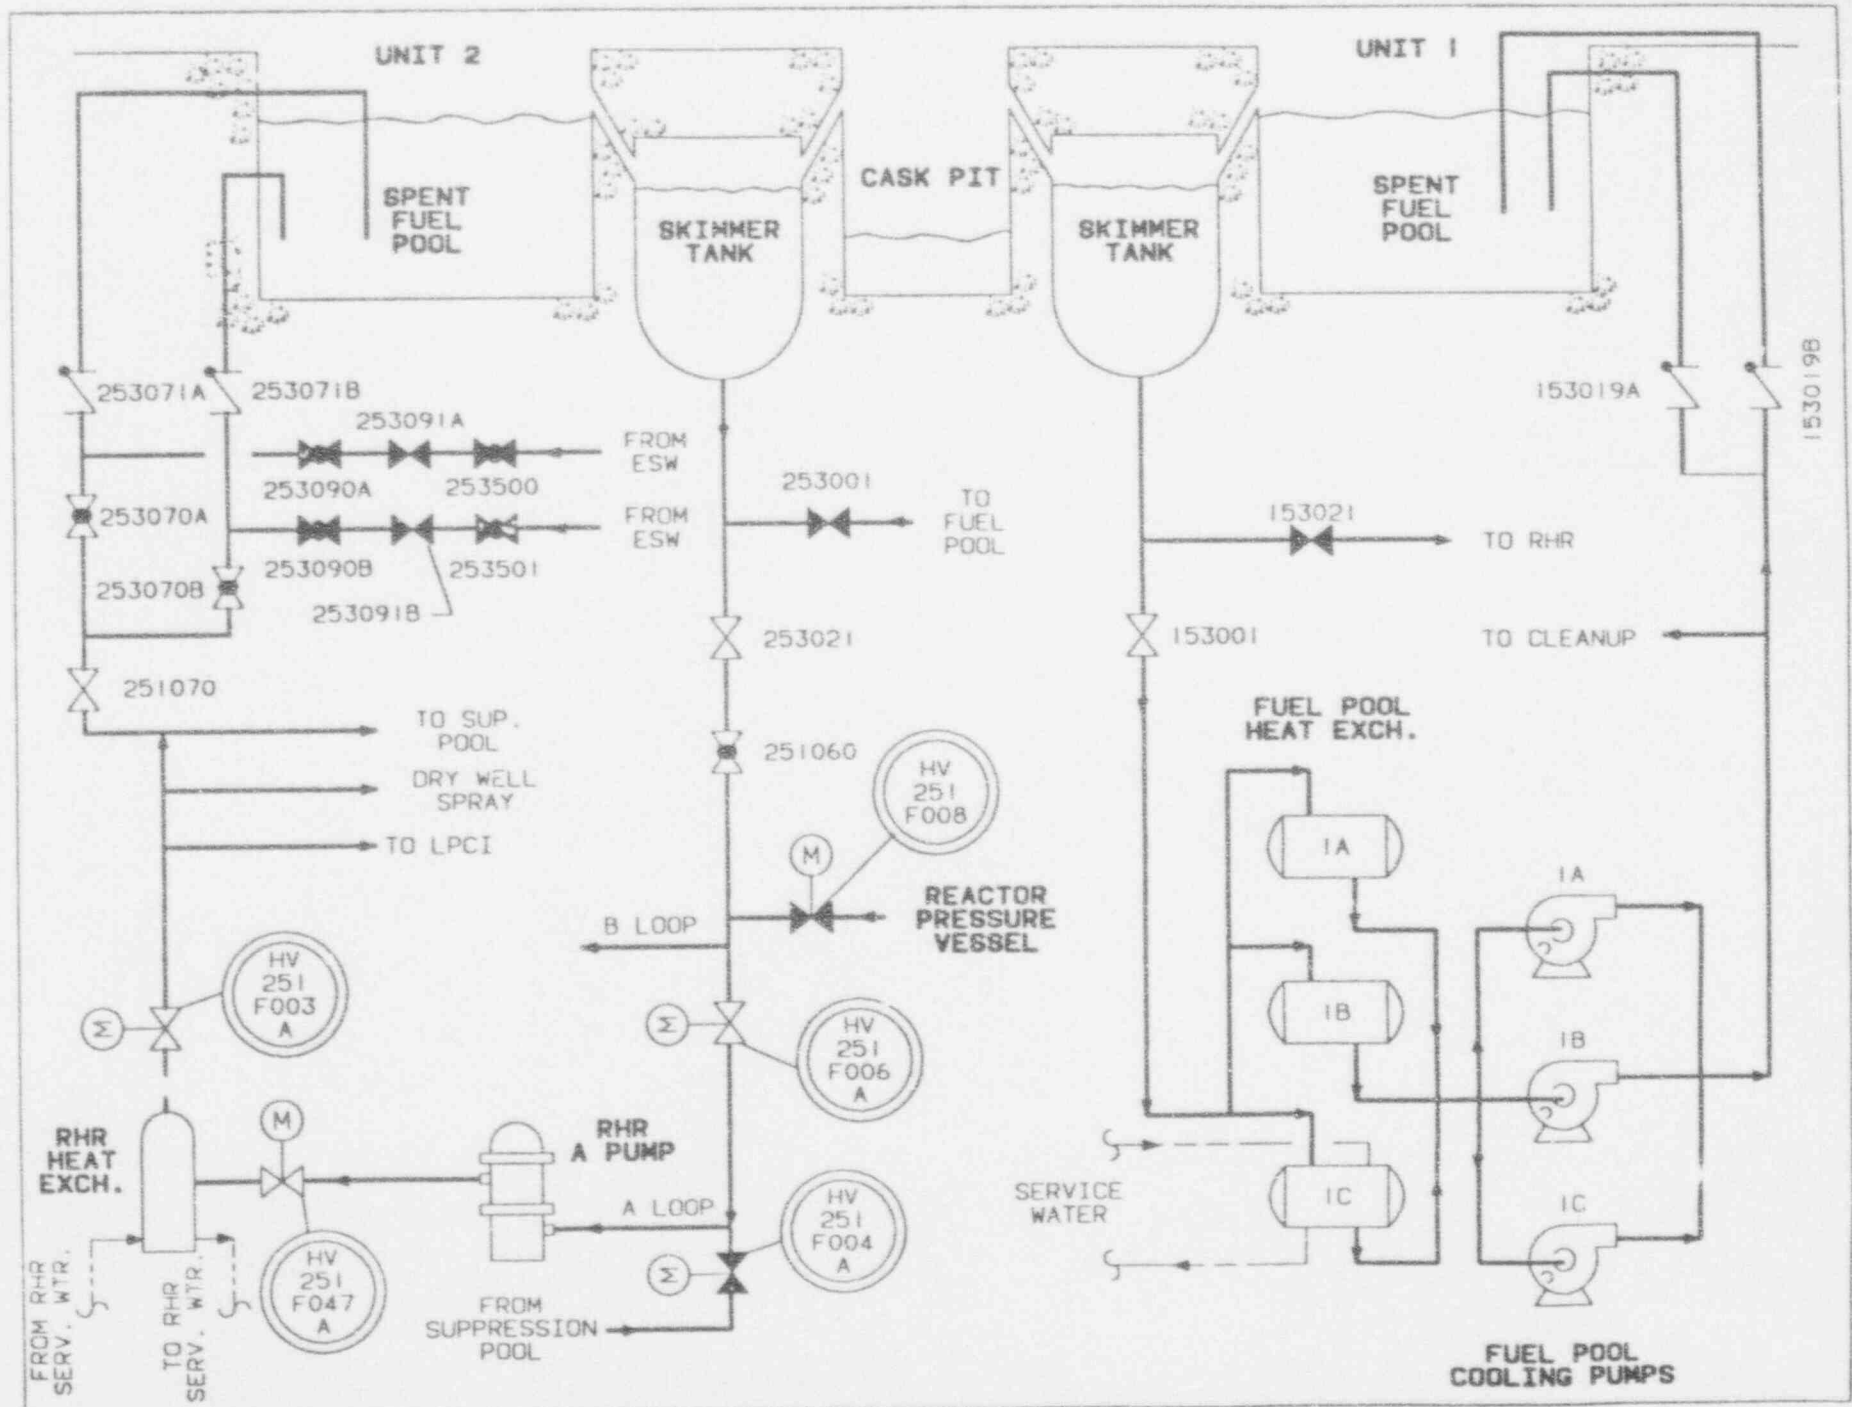 UNIT 2
UNIT 1
SPENT
FUEL
POOL
SKIMMER
TANK
CASK PIT
SKIMMER
TANK
SPENT
FUEL
POOL
253071A
253071B
153019A
153019B
253091A
FROM
ESW
253090A
253500
253001
TO
FUEL
POOL
253070A
FROM
ESW
153021
TO RHR
253090B
253501
253070B
253091B
253021
153001
TO CLEANUP
251070
TO SUP.
POOL
FUEL POOL
HEAT EXCH.
251060
HV
251
F008
DRY WELL
SPRAY
TO LPCI
M
1A
1A
B LOOP
REACTOR
PRESSURE
VESSEL
HV
251
F003
A
M
M
HV
251
F006
A
1B
1B
RHR
HEAT
EXCH.
M
RHR
A PUMP
A LOOP
HV
251
F004
A
M
SERVICE
WATER
1C
1C
FROM RHR
SERV. WTR.
TO RHR
SERV. WTR.
HV
251
F047
A
FROM
SUPPRESSION
POOL
FUEL POOL
COOLING PUMPS